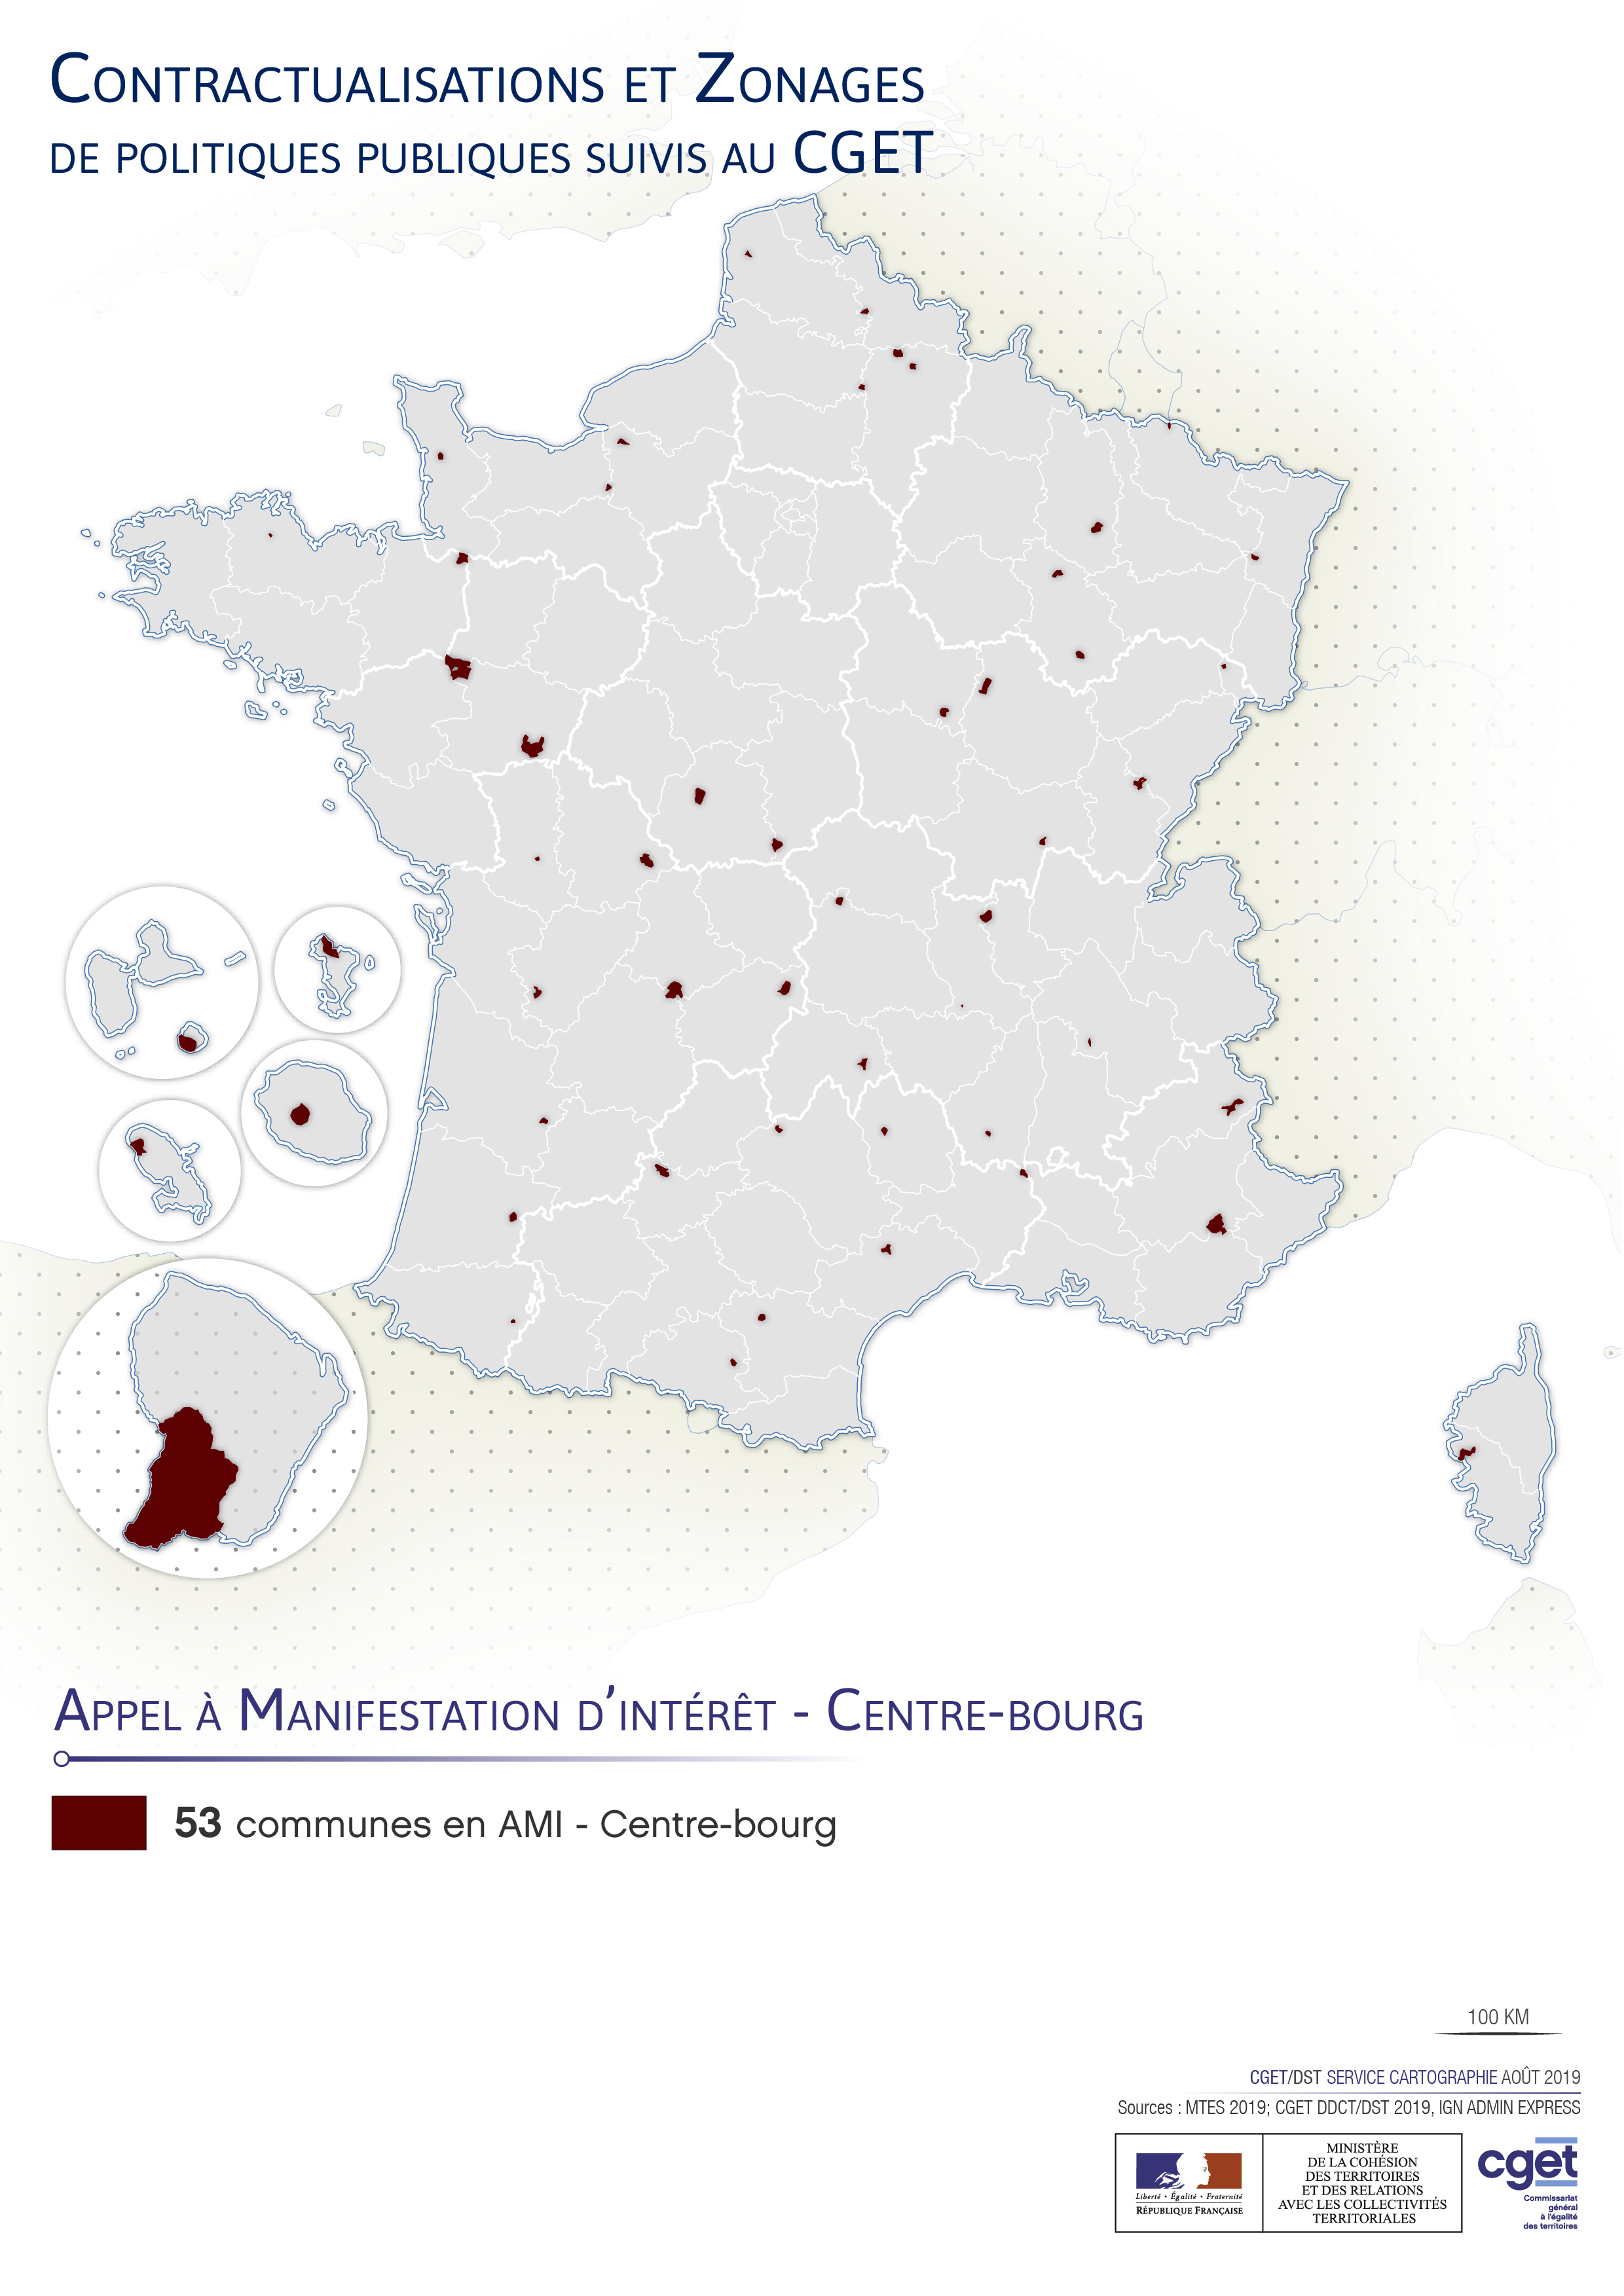 Contractualisations et Zonages
de politiques publiques suivis au CGET
Appel à Manifestation d'intérêt - Centre-bourg
53 communes en AMI - Centre-bourg
100 KM
CGET/DST SERVICE CARTOGRAPHIE AOÛT 2019
Sources : MTES 2019; CGET DDCT/DST 2019, IGN ADMIN EXPRESS
Liberté • Égalité • Fraternité
République Française
MINISTÈRE
DE LA COHÉSION
DES TERRITOIRES
ET DES RELATIONS
AVEC LES COLLECTIVITÉS
TERRITORIALES
cget
Commissariat
général
à l'égalité
des territoires